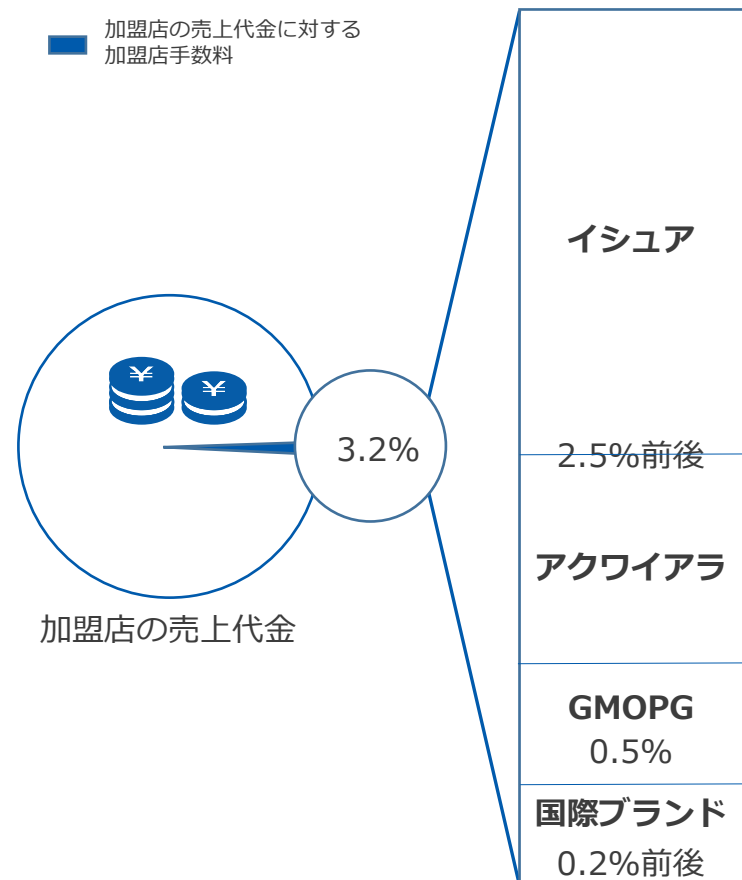 加盟店の売上代金に対する
加盟店手数料
イシュア
3.2%
2.5%前後
アクワイアラ
加盟店の売上代金
GMOPG
0.5%
国際ブランド
0.2%前後